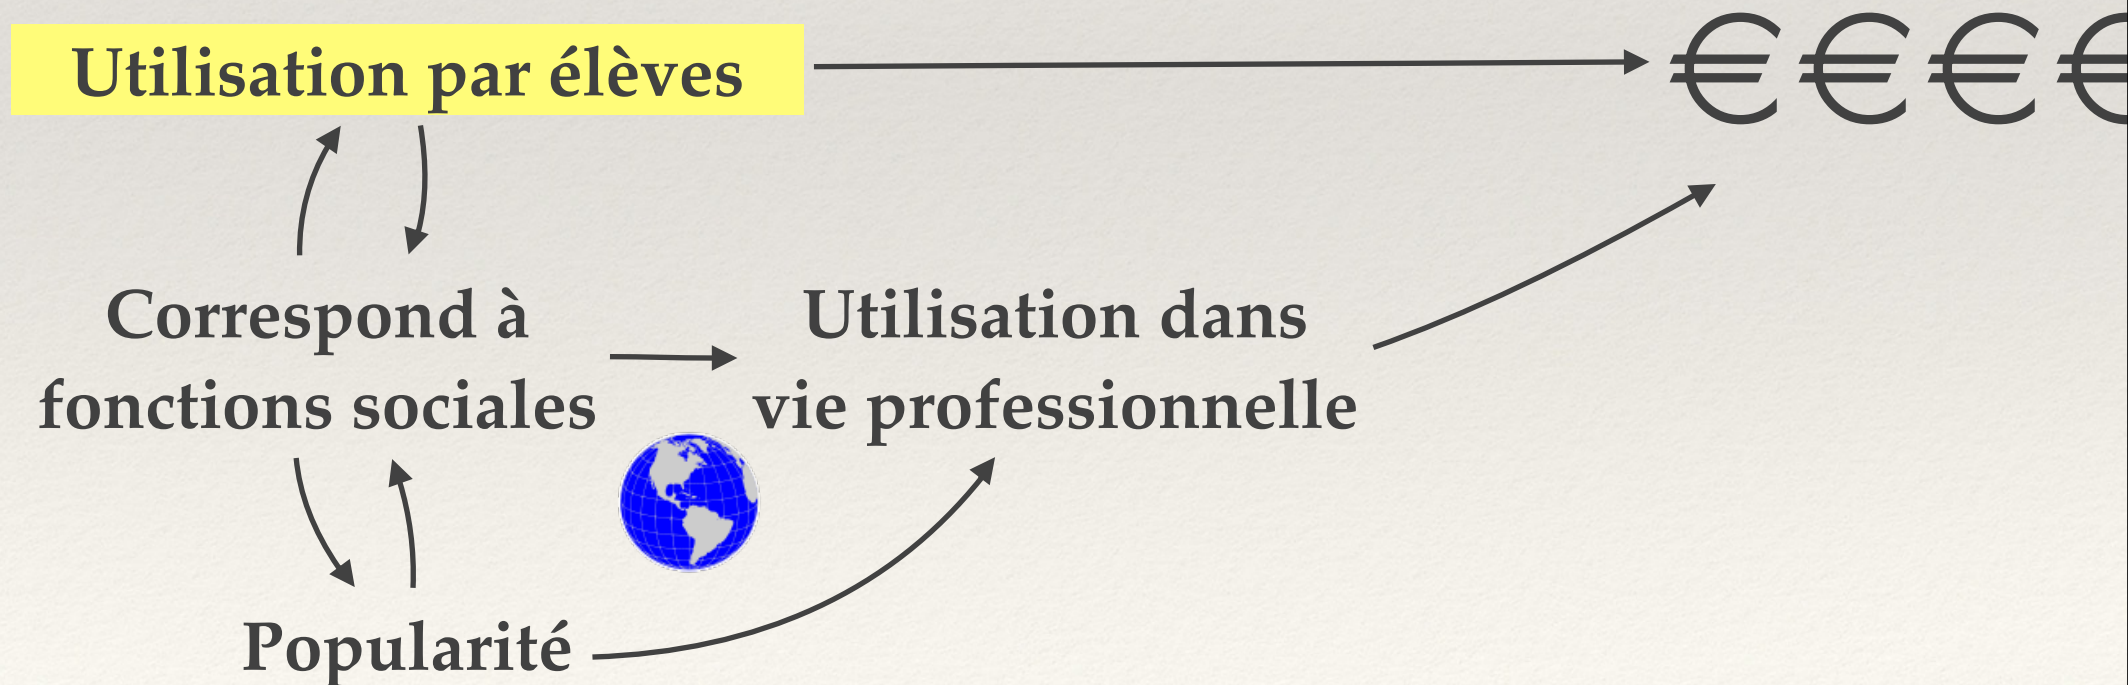 Utilisation par élèves
€€€€
Correspond à
fonctions sociales
Utilisation dans
vie professionnelle
Popularité